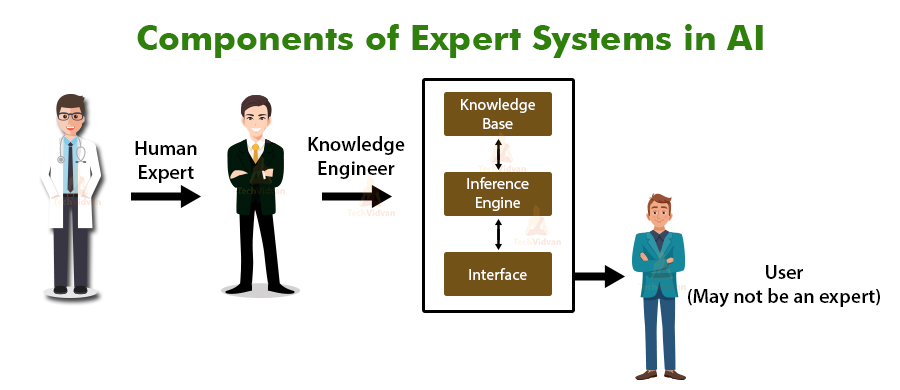 Components of Expert Systems in AI
Human
Expert
Knowledge
Engineer
Knowledge
Base
Inference
Engine
Interface
User
(May not be an expert)
TechVidvan
TechVidvan
TechVidvan